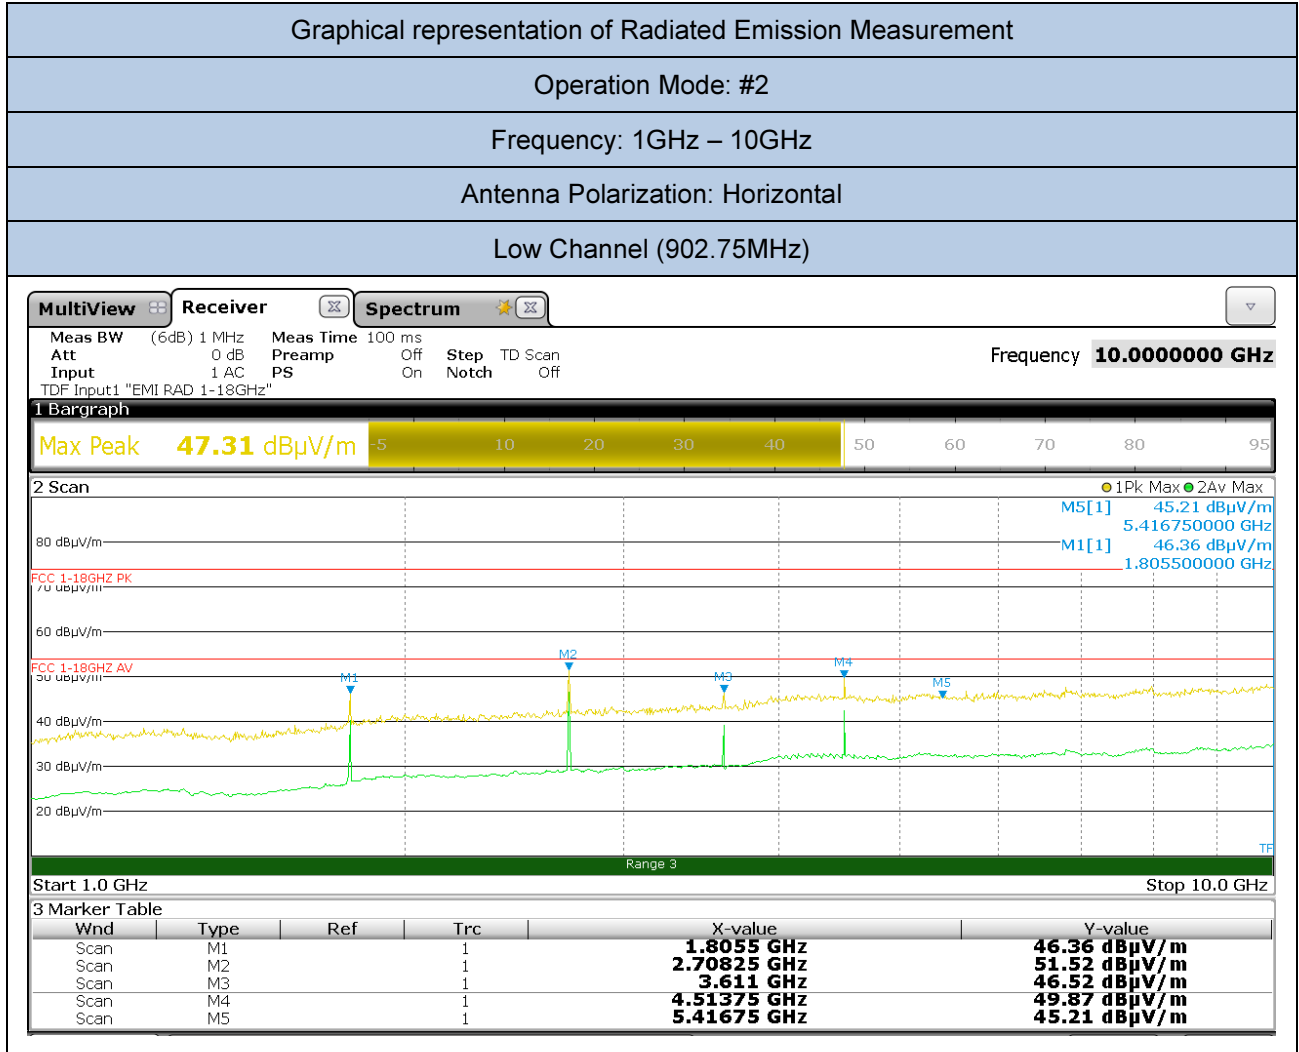 Graphical representation of Radiated Emission Measurement
Operation Mode: #2
Frequency: 1GHz – 10GHz
Antenna Polarization: Horizontal
Low Channel (902.75MHz)
MultiView Receiver Spectrum
Meas BW (6dB) 1 MHz Meas Time 100 ms
Att 0 dB Preamp Off Step TD Scan
Input 1 AC PS On Notch Off
TDF Input1 "EMI RAD 1-18GHz"
Frequency 10.0000000 GHz
1 Bargraph
Max Peak 47.31 dBµV/m -5 10 20 30 40 50 60 70 80 95
2 Scan 1Pk Max 2Av Max
M5[1] 45.21 dBµV/m
5.416750000 GHz
80 dBµV/m M1[1] 46.36 dBµV/m
1.805500000 GHz
FCC 1-18GHZ PK
70 dBµV/m
60 dBµV/m
M2
M4
FCC 1-18GHZ AV
50 dBµV/m
M1 M3 M5
40 dBµV/m
30 dBµV/m
20 dBµV/m
TF
Range 3
Start 1.0 GHz Stop 10.0 GHz
3 Marker Table
Wnd Type Ref Trc X-value Y-value
Scan M1 1 1.8055 GHz 46.36 dBµV/m
Scan M2 1 2.70825 GHz 51.52 dBµV/m
Scan M3 1 3.611 GHz 46.52 dBµV/m
Scan M4 1 4.51375 GHz 49.87 dBµV/m
Scan M5 1 5.41675 GHz 45.21 dBµV/m